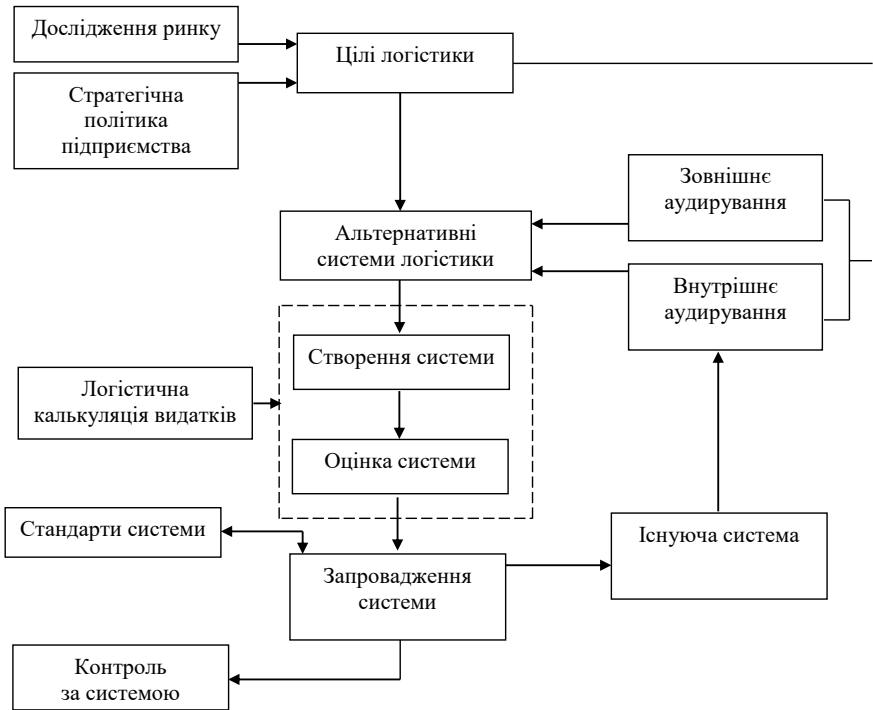 Дослідження ринку
Цілі логістики
Стратегічна
політика
підприємства
Зовнішнє
аудирування
Альтернативні
системи логістики
Внутрішнє
аудирування
Створення системи
Логістична
калькуляція видатків
Оцінка системи
Стандарти системи
Існуюча система
Запровадження
системи
Контроль
за системою